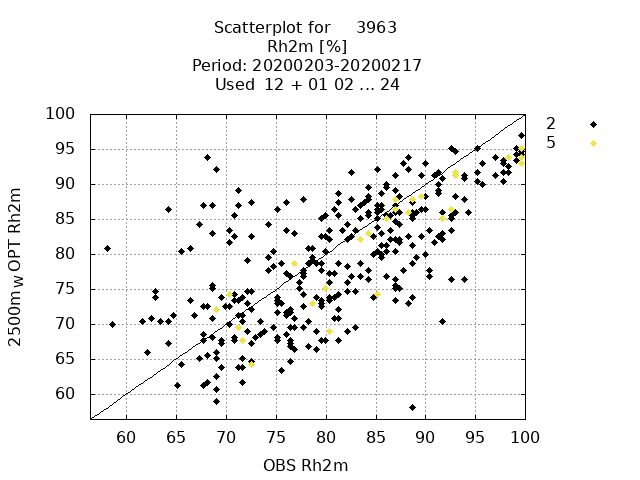 Scatterplot for 3963
Rh2m [%]
Period: 20200203-20200217
Used 12 + 01 02 ... 24
100
95
90
85
80
75
70
65
60
2500m w OPT Rh2m
60 65 70 75 80 85 90 95 100
OBS Rh2m
2
5